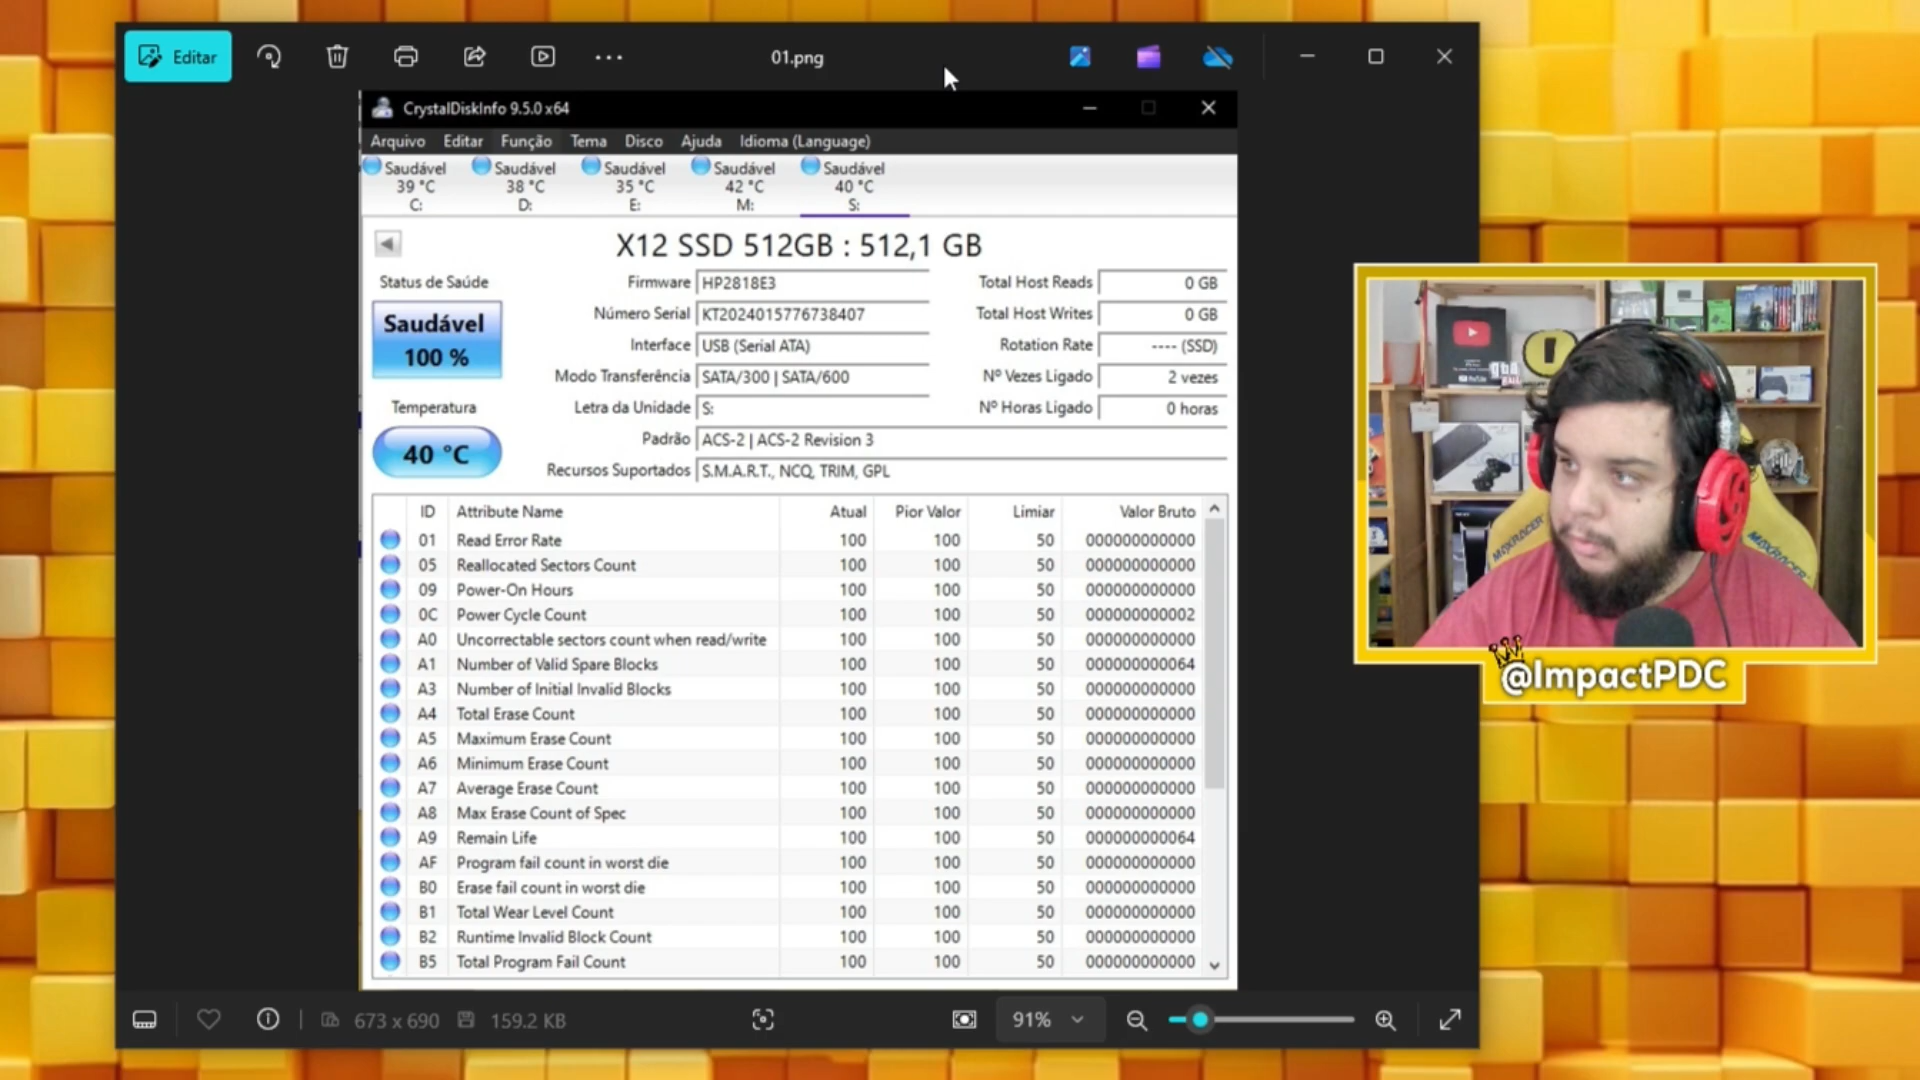 Editar
01.png
CrystalDiskInfo 9.5.0 x64
Arquivo Editar Função Tema Disco Ajuda Idioma (Language)
Saudável Saudável Saudável Saudável Saudável
39 °C 38 °C 35 °C 42 °C 40 °C
C: D: E: M: S:
X12 SSD 512GB : 512,1 GB
Status de Saúde
Saudável
100 %
Temperatura
40 °C
Firmware HP2818E3
Número Serial KT2024015776738407
Interface USB (Serial ATA)
Modo Transferência SATA/300 | SATA/600
Letra da Unidade S:
Padrão ACS-2 | ACS-2 Revision 3
Recursos Suportados S.M.A.R.T., NCQ, TRIM, GPL
Total Host Reads 0 GB
Total Host Writes 0 GB
Rotation Rate ---- (SSD)
Nº Vezes Ligado 2 vezes
Nº Horas Ligado 0 horas
ID Attribute Name Atual Pior Valor Limiar Valor Bruto
01 Read Error Rate 100 100 50 000000000000
05 Reallocated Sectors Count 100 100 50 000000000000
09 Power-On Hours 100 100 50 000000000000
0C Power Cycle Count 100 100 50 000000000002
A0 Uncorrectable sectors count when read/write 100 100 50 000000000000
A1 Number of Valid Spare Blocks 100 100 50 000000000064
A3 Number of Initial Invalid Blocks 100 100 50 000000000000
A4 Total Erase Count 100 100 50 000000000000
A5 Maximum Erase Count 100 100 50 000000000000
A6 Minimum Erase Count 100 100 50 000000000000
A7 Average Erase Count 100 100 50 000000000000
A8 Max Erase Count of Spec 100 100 50 000000000000
A9 Remain Life 100 100 50 000000000064
AF Program fail count in worst die 100 100 50 000000000000
B0 Erase fail count in worst die 100 100 50 000000000000
B1 Total Wear Level Count 100 100 50 000000000000
B2 Runtime Invalid Block Count 100 100 50 000000000000
B5 Total Program Fail Count 100 100 50 000000000000
673 x 690 159.2 KB
91%
YouTube
MAXRACER
MAXRACER
@ImpactPDC